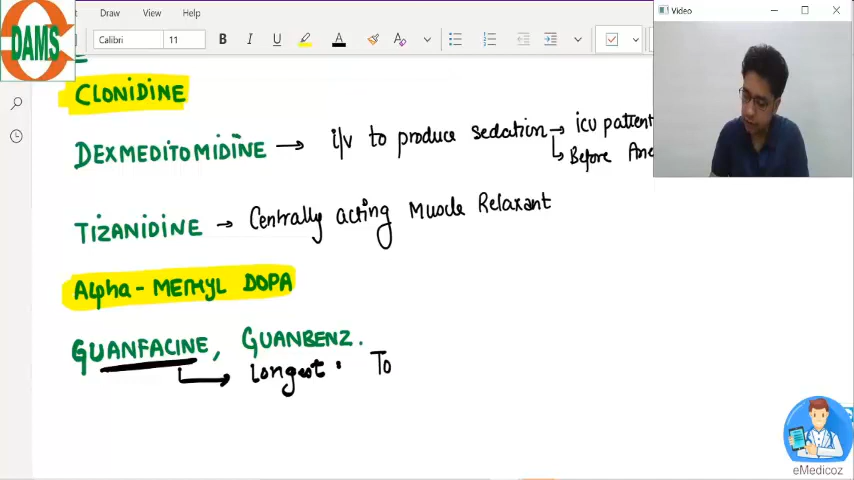 DAMS
Draw View Help
Calibri 11 B I U A
Video
CLONIDINE
DEXMEDITOMIDINE → i/v to produce sedation → icu patient
→ Before Ane
TIZANIDINE → Centrally acting Muscle Relaxant
Alpha-METHYL DOPA
GUANFACINE, GUANBENZ.
Longest . To
eMedicoz